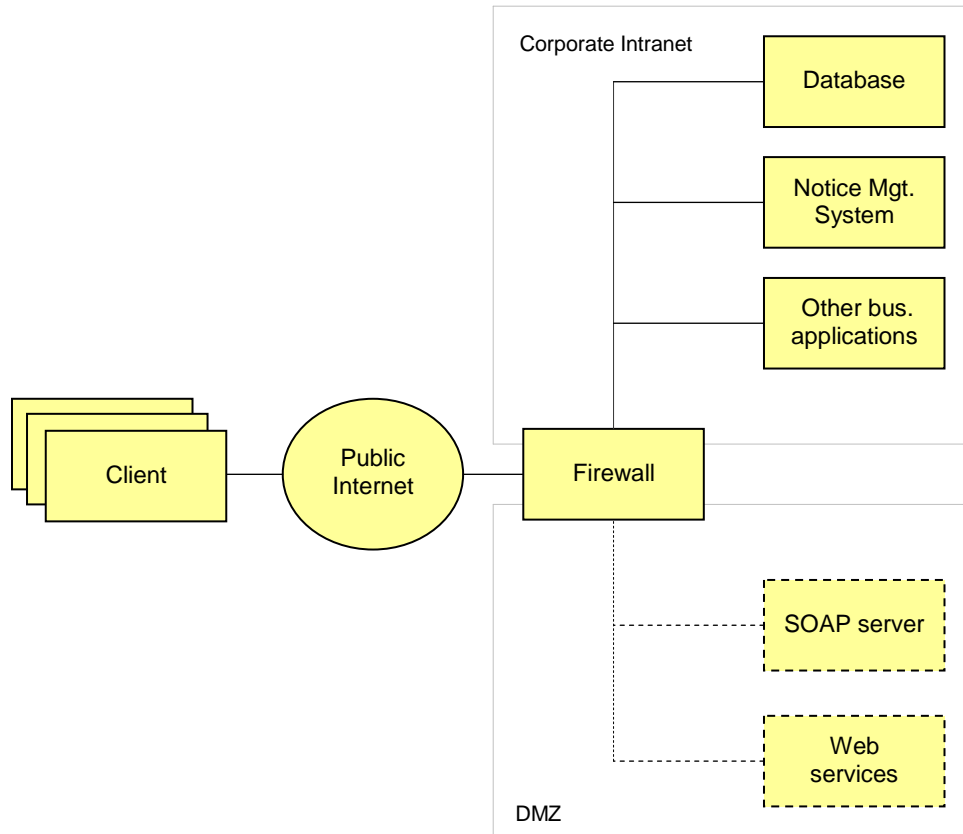 Corporate Intranet
Database
Notice Mgt.
System
Other bus.
applications
Client
Public
Internet
Firewall
SOAP server
Web
services
DMZ